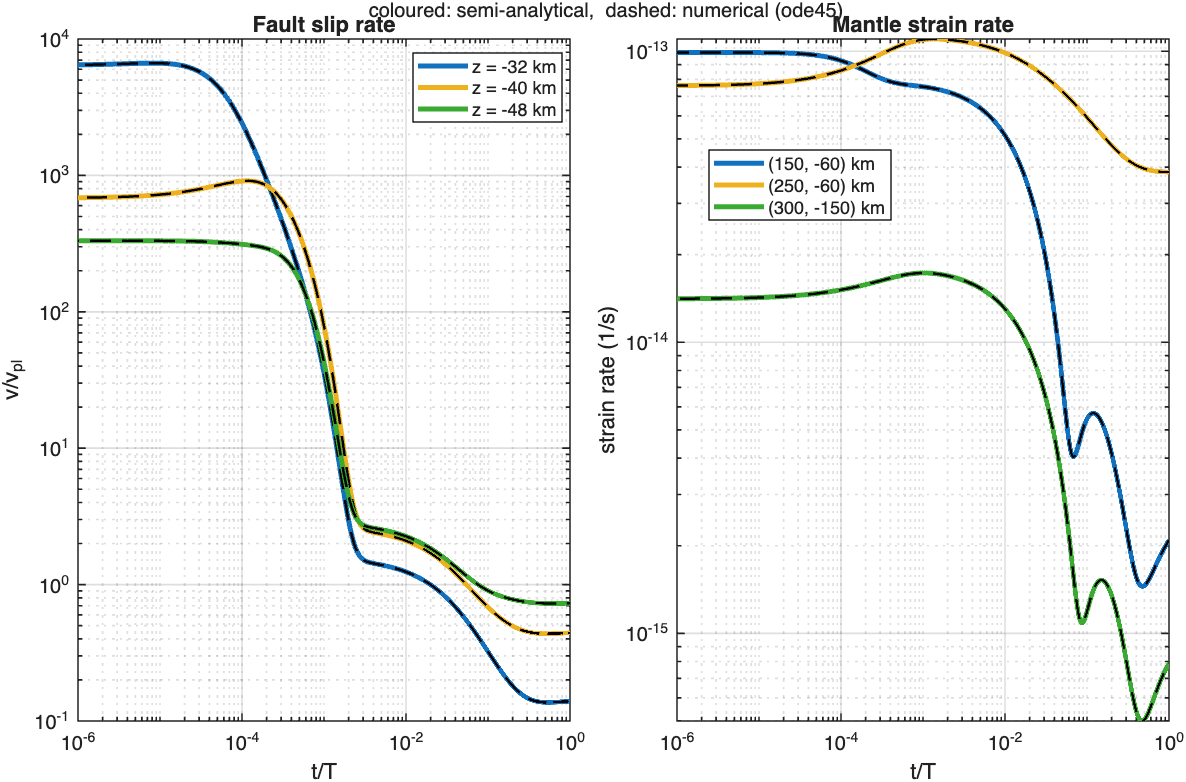 coloured: semi-analytical, dashed: numerical (ode45)
Fault slip rate
Mantle strain rate
10^4
10^3
10^2
10^1
10^0
10^-1
v/v_pl
z = -32 km
z = -40 km
z = -48 km
10^-6
10^-4
10^-2
10^0
t/T
10^-13
10^-14
10^-15
strain rate (1/s)
(150, -60) km
(250, -60) km
(300, -150) km
10^-6
10^-4
10^-2
10^0
t/T